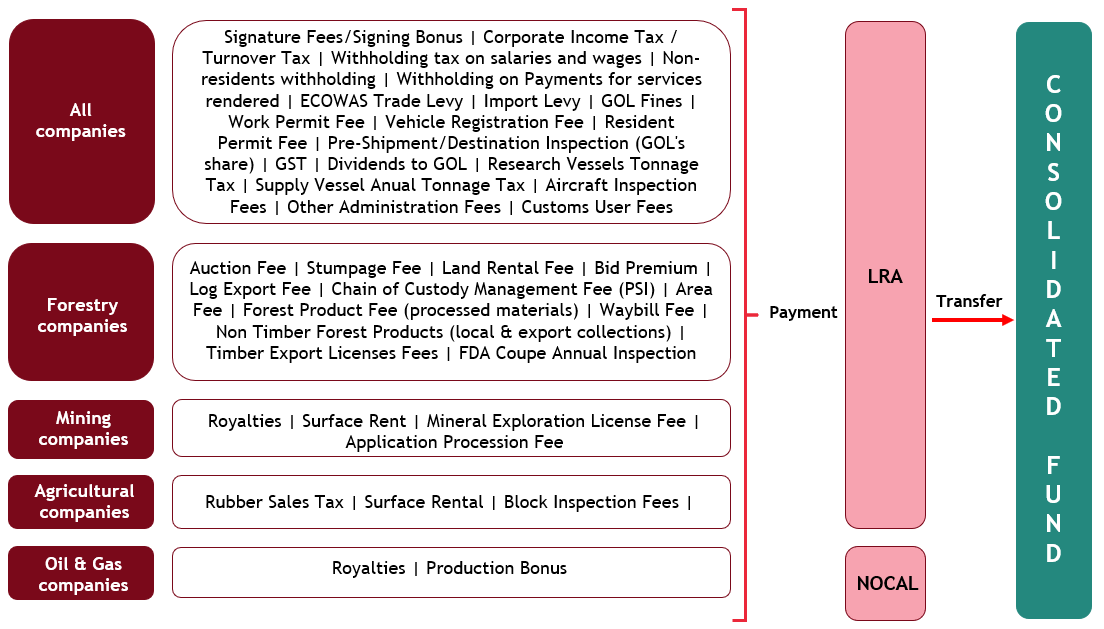 All
companies
Signature Fees/Signing Bonus | Corporate Income Tax /
Turnover Tax | Withholding tax on salaries and wages | Non-
residents withholding | Withholding on Payments for services
rendered | ECOWAS Trade Levy | Import Levy | GOL Fines |
Work Permit Fee | Vehicle Registration Fee | Resident
Permit Fee | Pre-Shipment/Destination Inspection (GOL's
share) | GST | Dividends to GOL | Research Vessels Tonnage
Tax | Supply Vessel Anual Tonnage Tax | Aircraft Inspection
Fees | Other Administration Fees | Customs User Fees
Forestry
companies
Auction Fee | Stumpage Fee | Land Rental Fee | Bid Premium |
Log Export Fee | Chain of Custody Management Fee (PSI) | Area
Fee | Forest Product Fee (processed materials) | Waybill Fee |
Non Timber Forest Products (local & export collections) |
Timber Export Licenses Fees | FDA Coupe Annual Inspection
Mining
companies
Royalties | Surface Rent | Mineral Exploration License Fee |
Application Procession Fee
Agricultural
companies
Rubber Sales Tax | Surface Rental | Block Inspection Fees |
Oil & Gas
companies
Royalties | Production Bonus
Payment
LRA
NOCAL
Transfer
CONSOLIDATED FUND